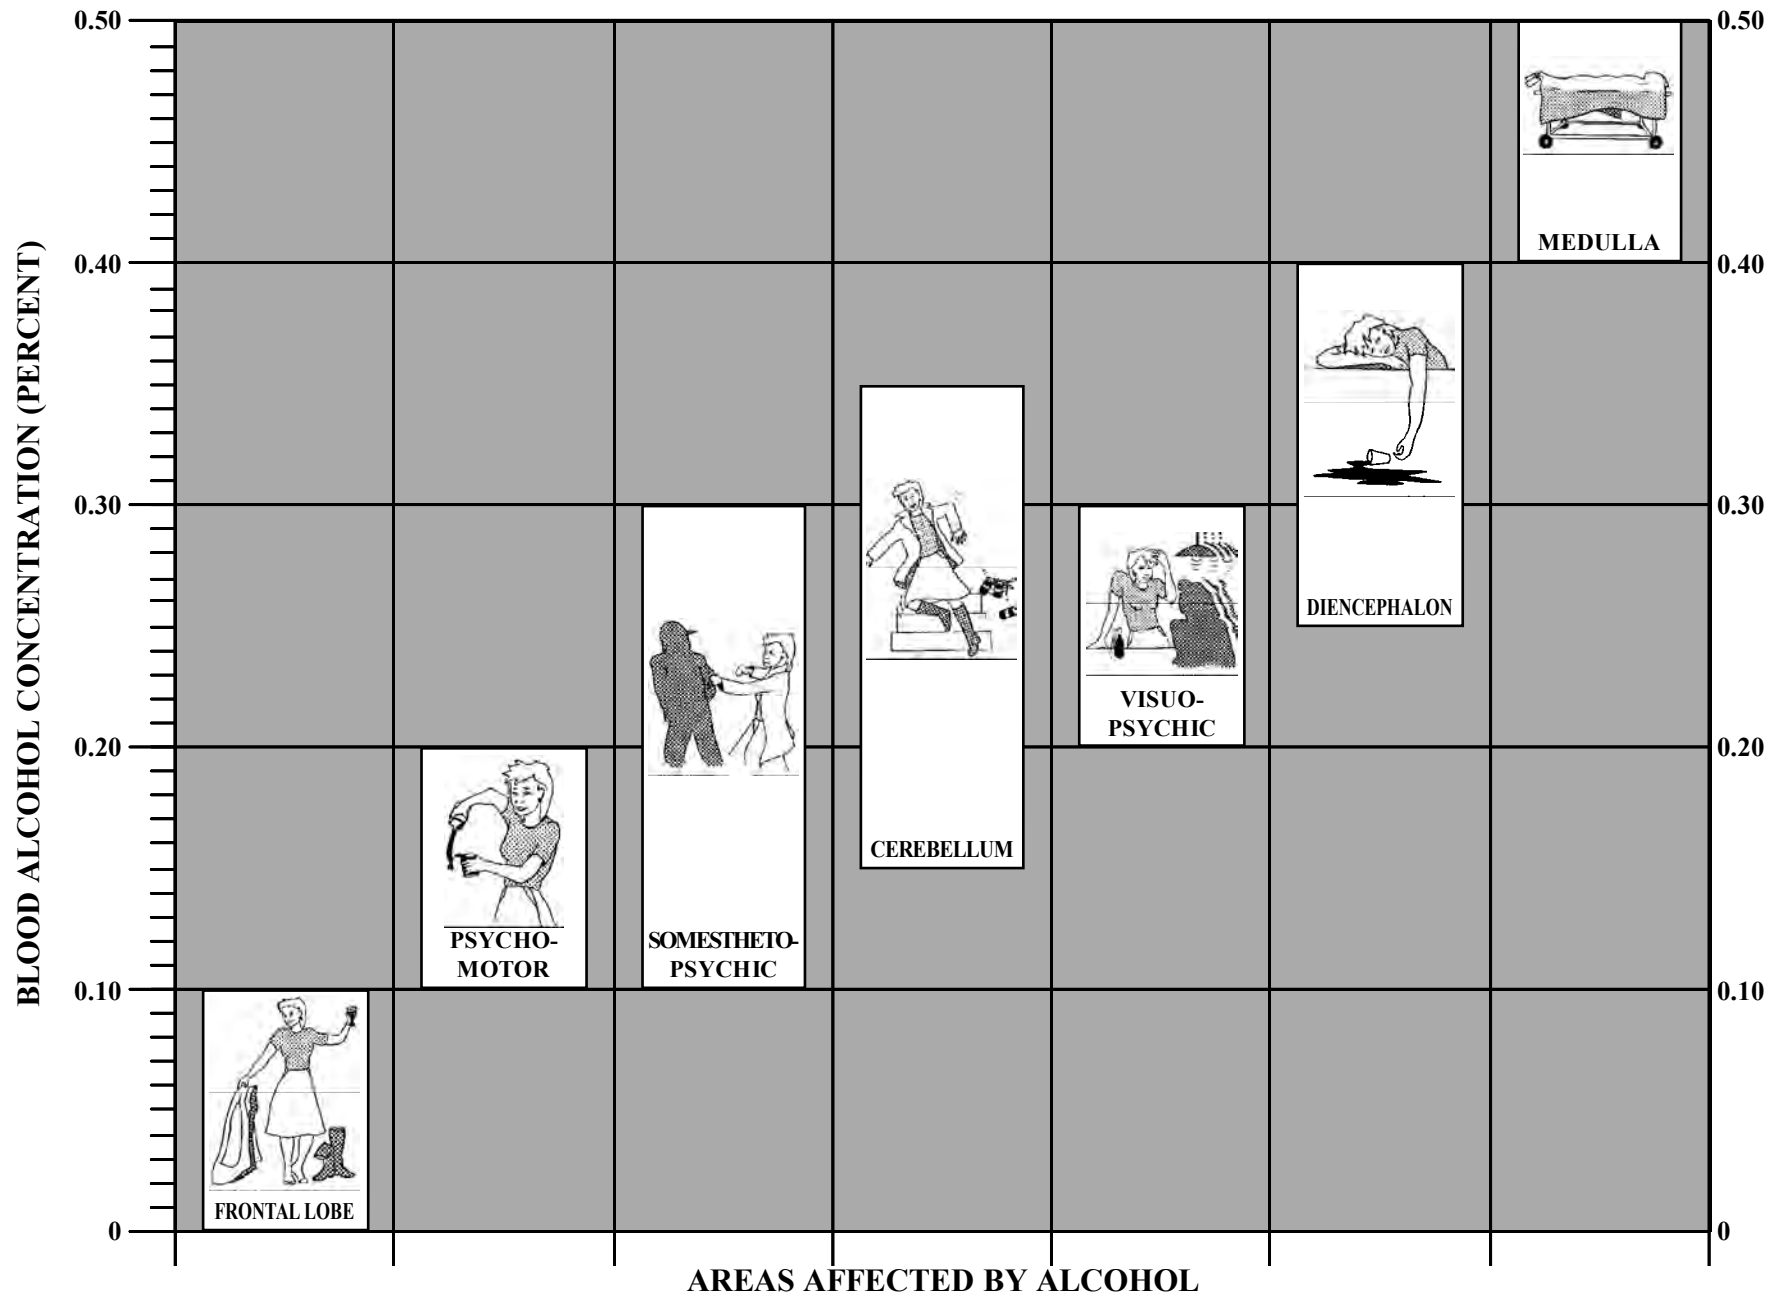 0.50
0.50
MEDULLA
0.40
0.40
DIENCEPHALON
0.30
0.30
VISUO-
PSYCHIC
0.20
0.20
CEREBELLUM
SOMESTHETO-
PSYCHIC
PSYCHO-
MOTOR
0.10
0.10
FRONTAL LOBE
0
0
BLOOD ALCOHOL CONCENTRATION (PERCENT)
AREAS AFFECTED BY ALCOHOL